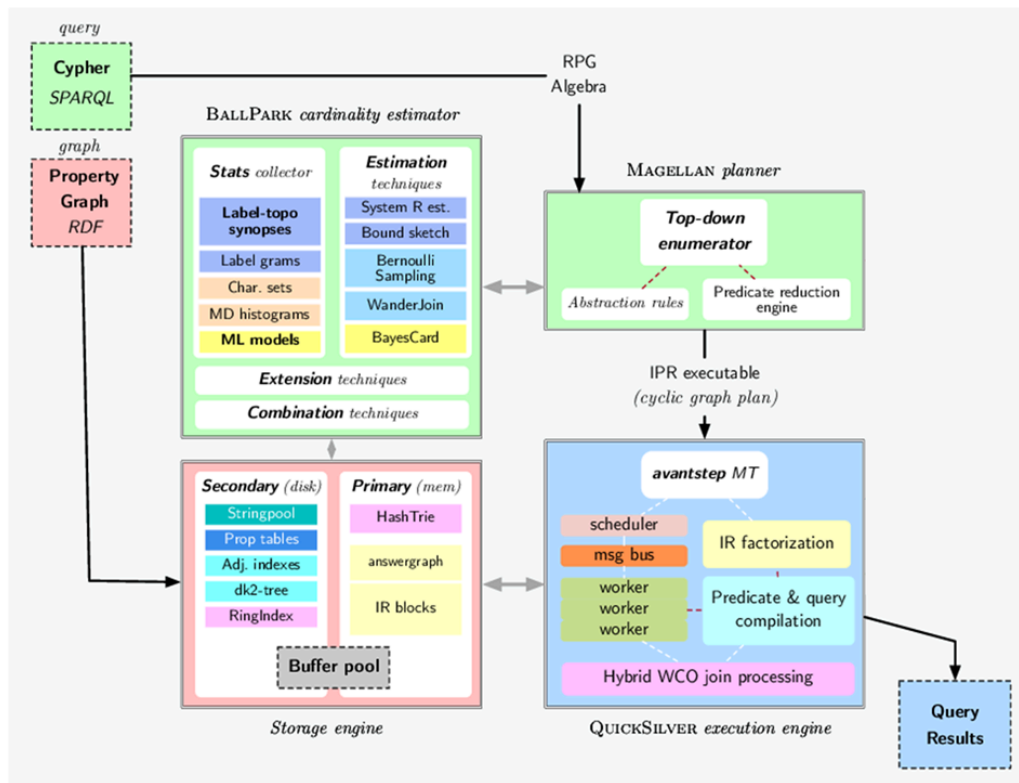 query
Cypher
SPARQL
graph
Property
Graph
RDF
RPG
Algebra
BALLPARK cardinality estimator
Stats collector
Label-topo
synopses
Label grams
Char. sets
MD histograms
ML models
Estimation
techniques
System R est.
Bound sketch
Bernoulli
Sampling
WanderJoin
BayesCard
Extension techniques
Combination techniques
MAGELLAN planner
Top-down
enumerator
Abstraction rules
Predicate reduction
engine
IPR executable
(cyclic graph plan)
Secondary (disk)
Stringpool
Prop tables
Adj. indexes
dk2-tree
RingIndex
Primary (mem)
HashTrie
answergraph
IR blocks
Buffer pool
Storage engine
avantstep MT
scheduler
msg bus
worker
worker
worker
IR factorization
Predicate & query
compilation
Hybrid WCO join processing
QUICKSILVER execution engine
Query
Results